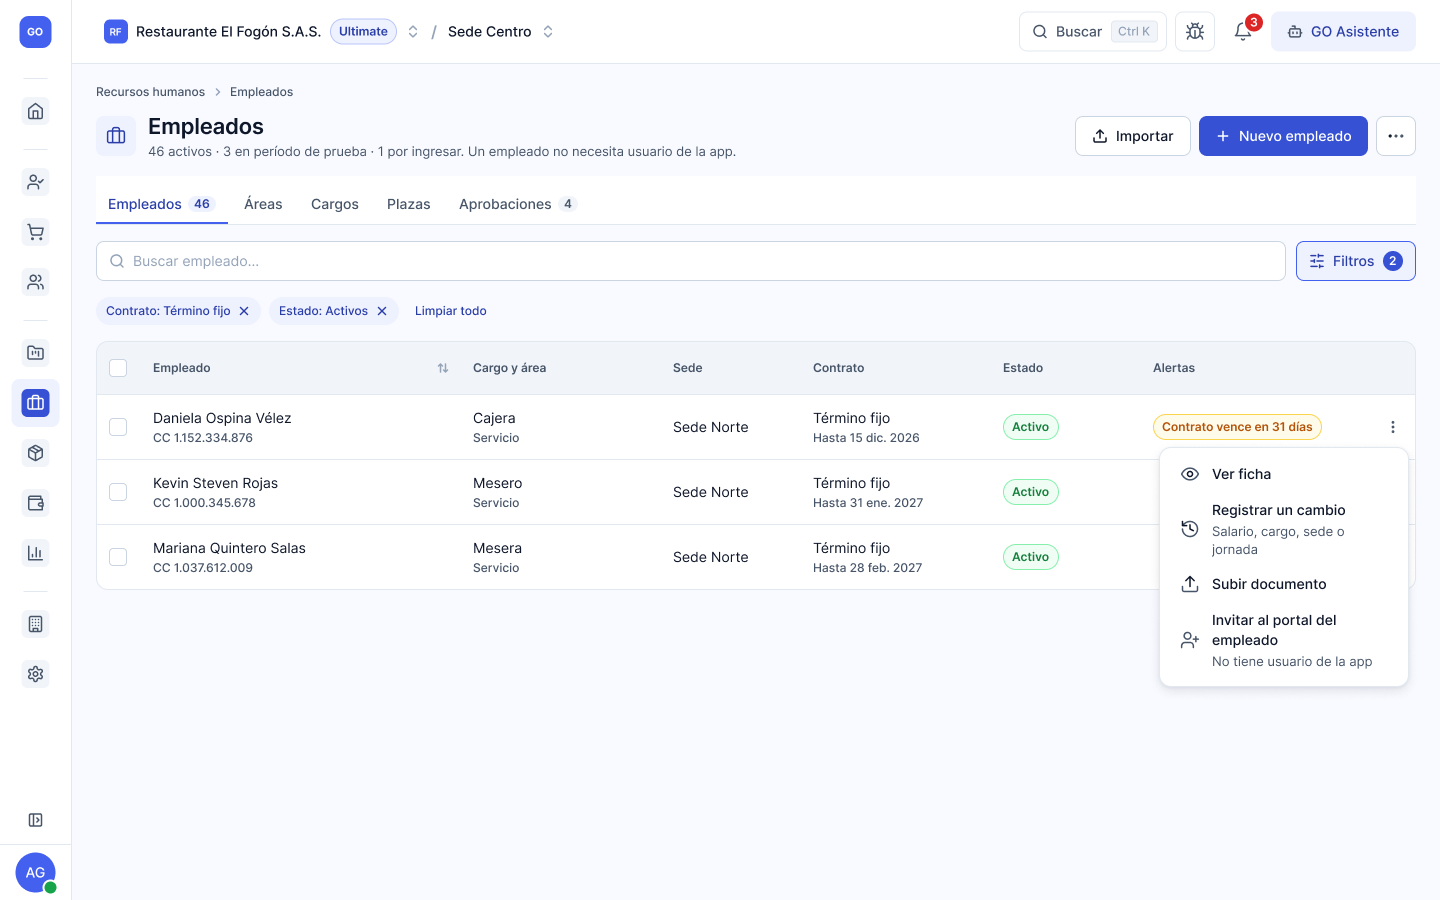 GO
RF Restaurante El Fogón S.A.S. Ultimate / Sede Centro
Buscar Ctrl K
3
GO Asistente
Recursos humanos > Empleados
Empleados
46 activos · 3 en período de prueba · 1 por ingresar. Un empleado no necesita usuario de la app.
Importar
+ Nuevo empleado
Empleados 46 Áreas Cargos Plazas Aprobaciones 4
Buscar empleado...
Filtros 2
Contrato: Término fijo Estado: Activos Limpiar todo
Empleado Cargo y área Sede Contrato Estado Alertas
Daniela Ospina Vélez Cajera Sede Norte Término fijo Activo Contrato vence en 31 días
CC 1.152.334.876 Servicio Hasta 15 dic. 2026
Kevin Steven Rojas Mesero Sede Norte Término fijo Activo
CC 1.000.345.678 Servicio Hasta 31 ene. 2027
Mariana Quintero Salas Mesera Sede Norte Término fijo Activo
CC 1.037.612.009 Servicio Hasta 28 feb. 2027
Ver ficha
Registrar un cambio
Salario, cargo, sede o
jornada
Subir documento
Invitar al portal del
empleado
No tiene usuario de la app
AG